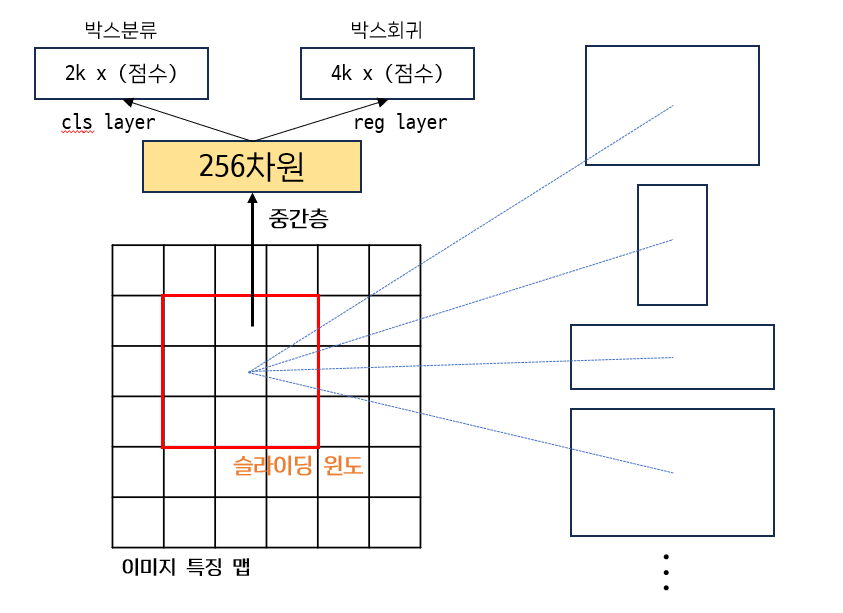 박스분류
박스회귀
2k x (점수)
4k x (점수)
cls layer
reg layer
256차원
중간층
슬라이딩 윈도
이미지 특징 맵